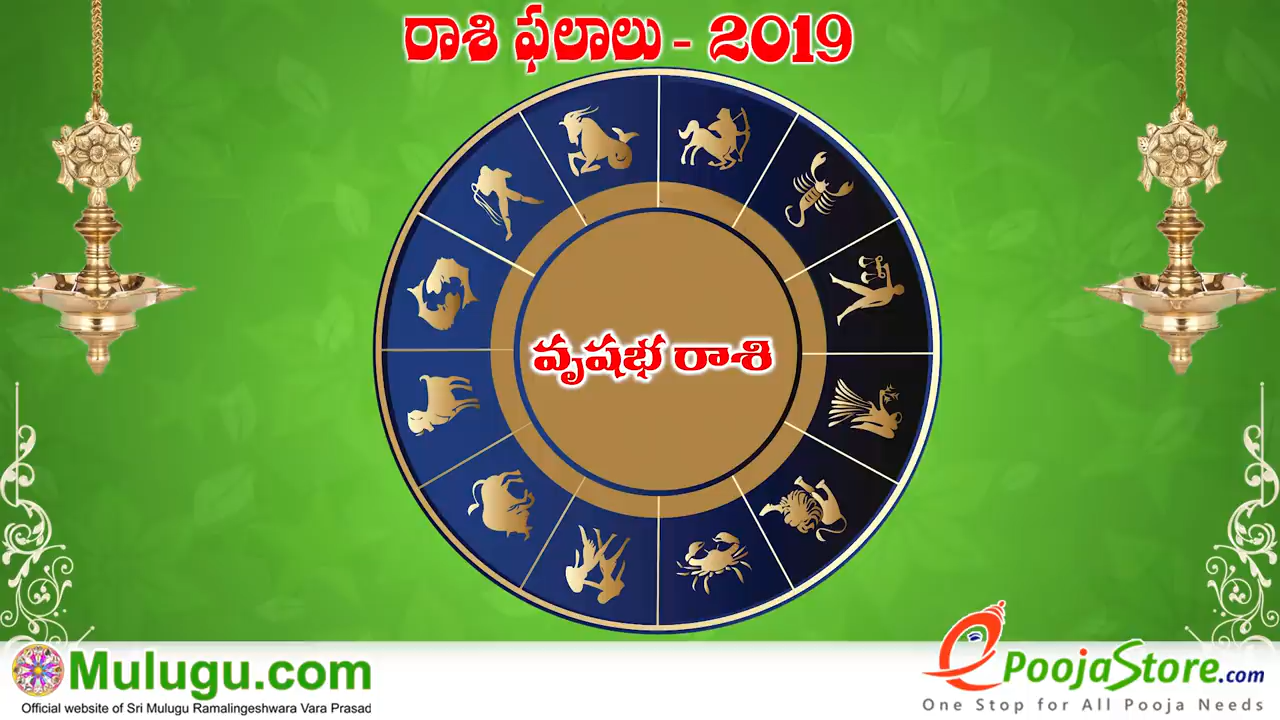 రాశి ఫలాలు - 2019
వృషభ రాశి
Mulugu.com
Official website of Sri Mulugu Ramalingeshwara Vara Prasad
ePoojaStore.com
One Stop for All Pooja Needs